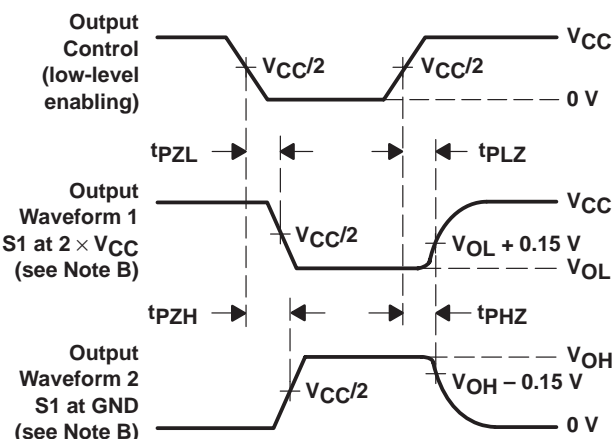 Output
Control
(low-level
enabling)
VCC/2
VCC/2
VCC
0 V
tPZL
tPLZ
Output
Waveform 1
S1 at 2 × VCC
(see Note B)
VCC/2
VCC
VOL + 0.15 V
VOL
tPZH
tPHZ
Output
Waveform 2
S1 at GND
(see Note B)
VCC/2
VOH
VOH – 0.15 V
0 V